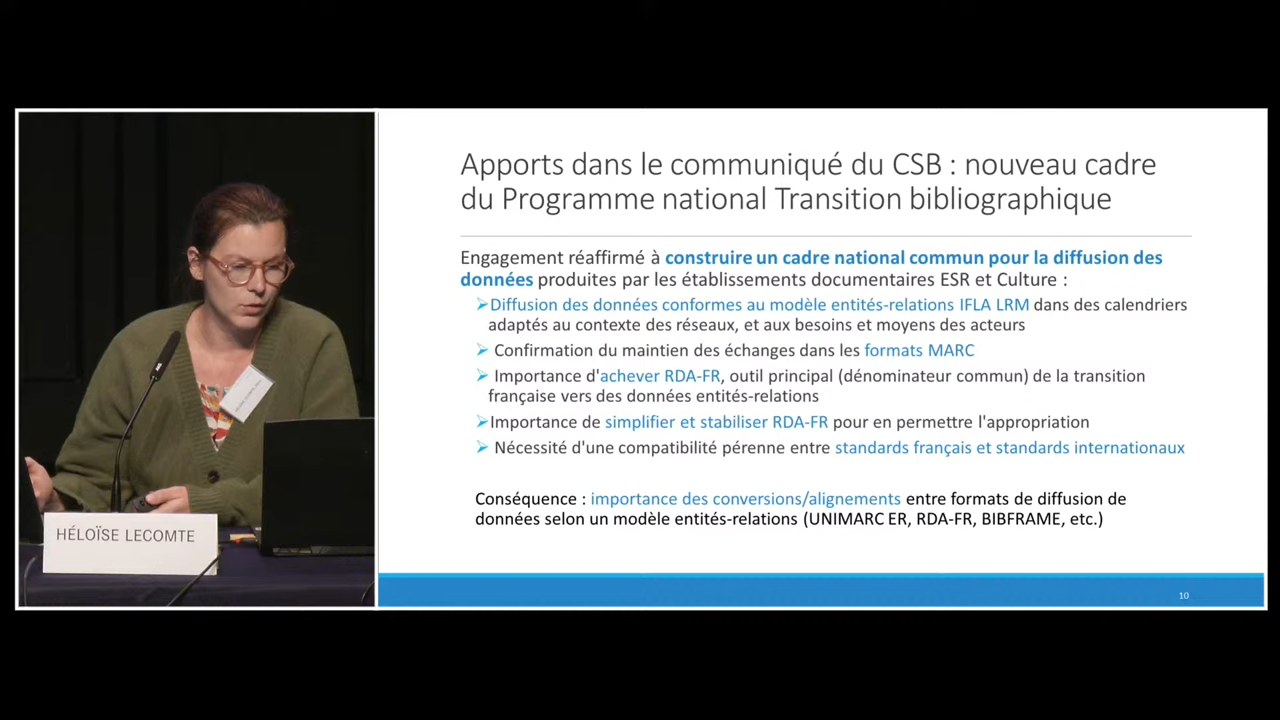 Apports dans le communiqué du CSB : nouveau cadre
du Programme national Transition bibliographique
Engagement réaffirmé à construire un cadre national commun pour la diffusion des
données produites par les établissements documentaires ESR et Culture :
➢Diffusion des données conformes au modèle entités-relations IFLA LRM dans des calendriers
adaptés au contexte des réseaux, et aux besoins et moyens des acteurs
➢ Confirmation du maintien des échanges dans les formats MARC
➢ Importance d'achever RDA-FR, outil principal (dénominateur commun) de la transition
française vers des données entités-relations
➢Importance de simplifier et stabiliser RDA-FR pour en permettre l'appropriation
➢ Nécessité d'une compatibilité pérenne entre standards français et standards internationaux
Conséquence : importance des conversions/alignements entre formats de diffusion de
données selon un modèle entités-relations (UNIMARC ER, RDA-FR, BIBFRAME, etc.)
10
HÉLOÏSE LECOMTE